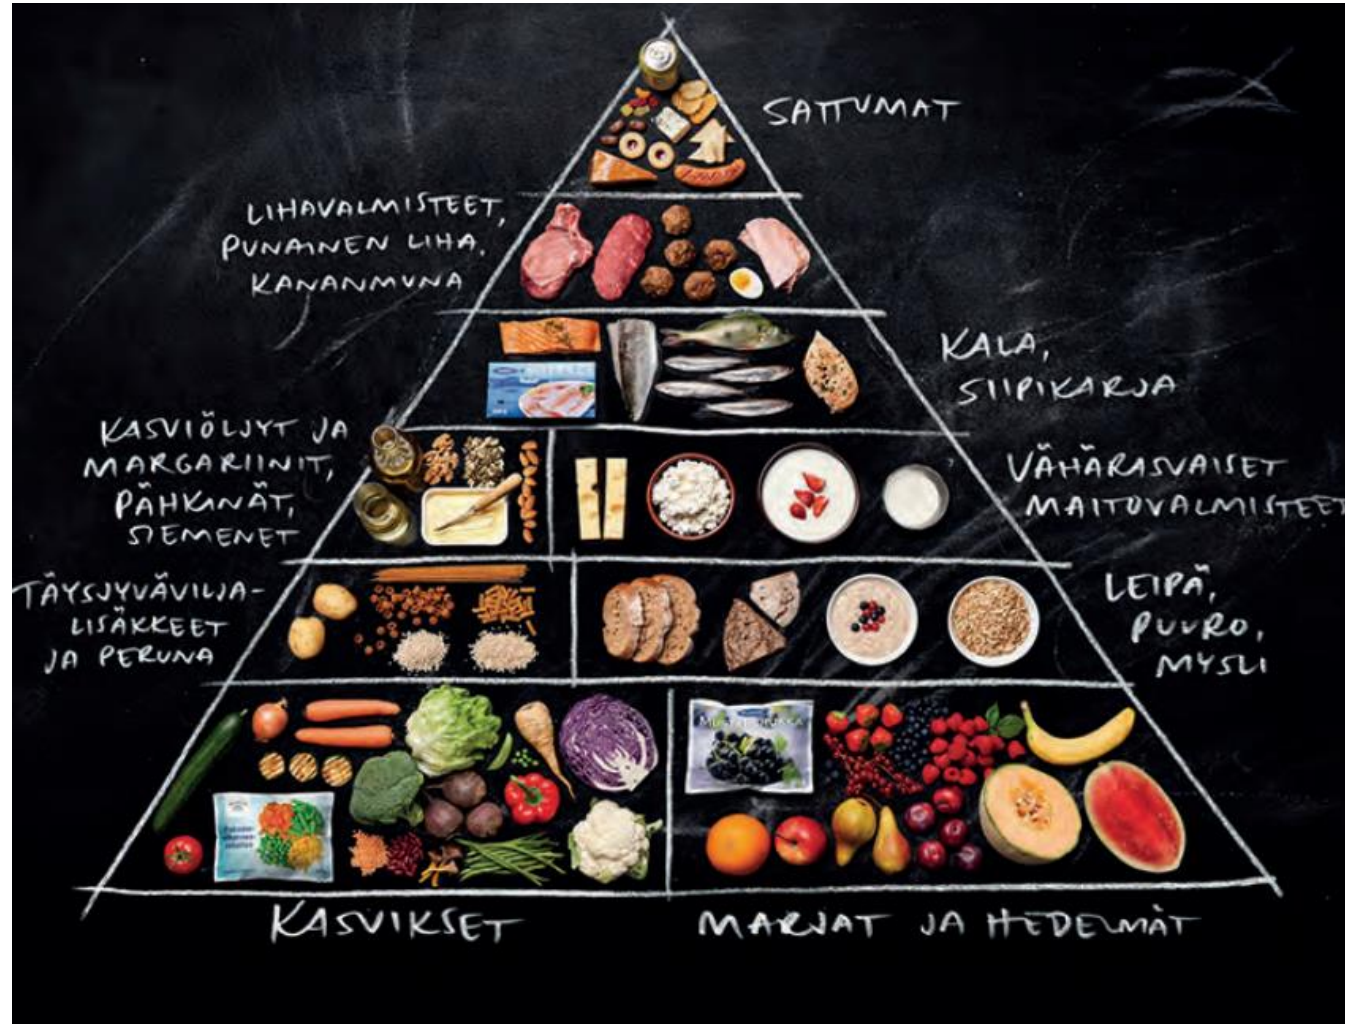 SATTUMAT
LIHAVALMISTEET,
PUNAINEN LIHA,
KANANMUNA
KALA,
SIIPIKARJA
KASVIÖLJYT JA
MARGARIINIT,
PÄHKINÄT,
SIEMENET
VÄHÄRASVAISET
MAITOVALMISTEET
TÄYSJYVÄVILJA-
LISÄKKEET
JA PERUNA
LEIPÄ,
PUURO,
MYSLI
KASVIKSET
MARJAT JA HEDELMÄT